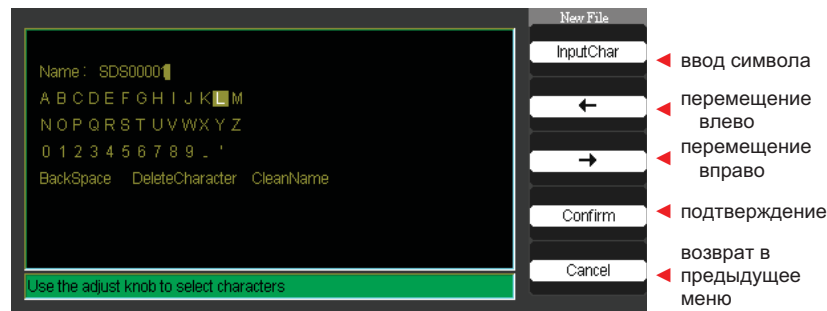 New File
Name: SDS00001
A B C D E F G H I J K L M
N O P Q R S T U V W X Y Z
0 1 2 3 4 5 6 7 8 9 _ '
BackSpace DeleteCharacter CleanName
Use the adjust knob to select characters
InputChar
ввод символа
←
перемещение
влево
→
перемещение
вправо
Confirm
подтверждение
Cancel
возврат в
предыдущее
меню